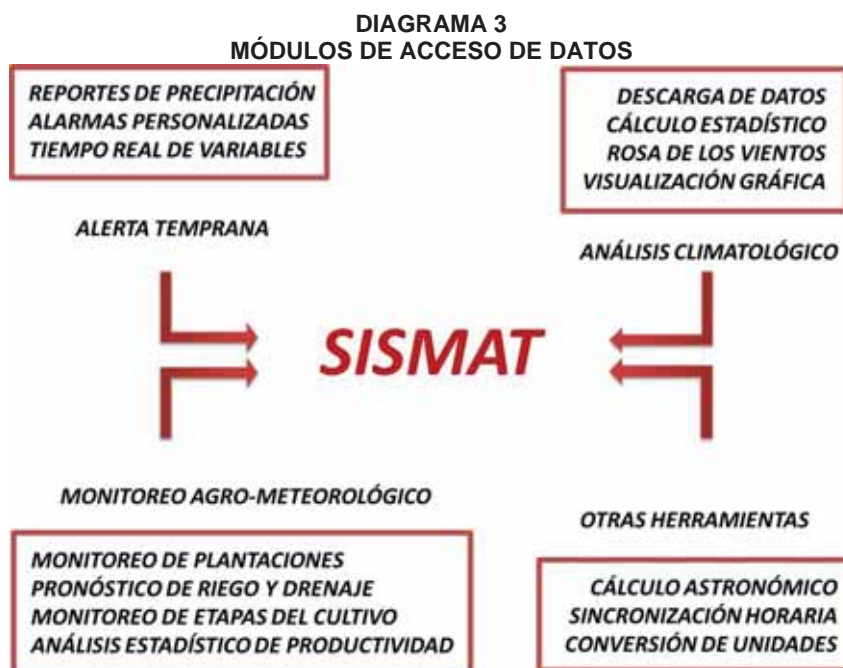 DIAGRAMA 3
MÓDULOS DE ACCESO DE DATOS
REPORTES DE PRECIPITACIÓN
ALARMAS PERSONALIZADAS
TIEMPO REAL DE VARIABLES
ALERTA TEMPRANA
DESCARGA DE DATOS
CÁLCULO ESTADÍSTICO
ROSA DE LOS VIENTOS
VISUALIZACIÓN GRÁFICA
ANÁLISIS CLIMATOLÓGICO
SISMAT
MONITOREO AGRO-METEOROLÓGICO
MONITOREO DE PLANTACIONES
PRONÓSTICO DE RIEGO Y DRENAJE
MONITOREO DE ETAPAS DEL CULTIVO
ANÁLISIS ESTADÍSTICO DE PRODUCTIVIDAD
OTRAS HERRAMIENTAS
CÁLCULO ASTRONÓMICO
SINCRONIZACIÓN HORARIA
CONVERSIÓN DE UNIDADES